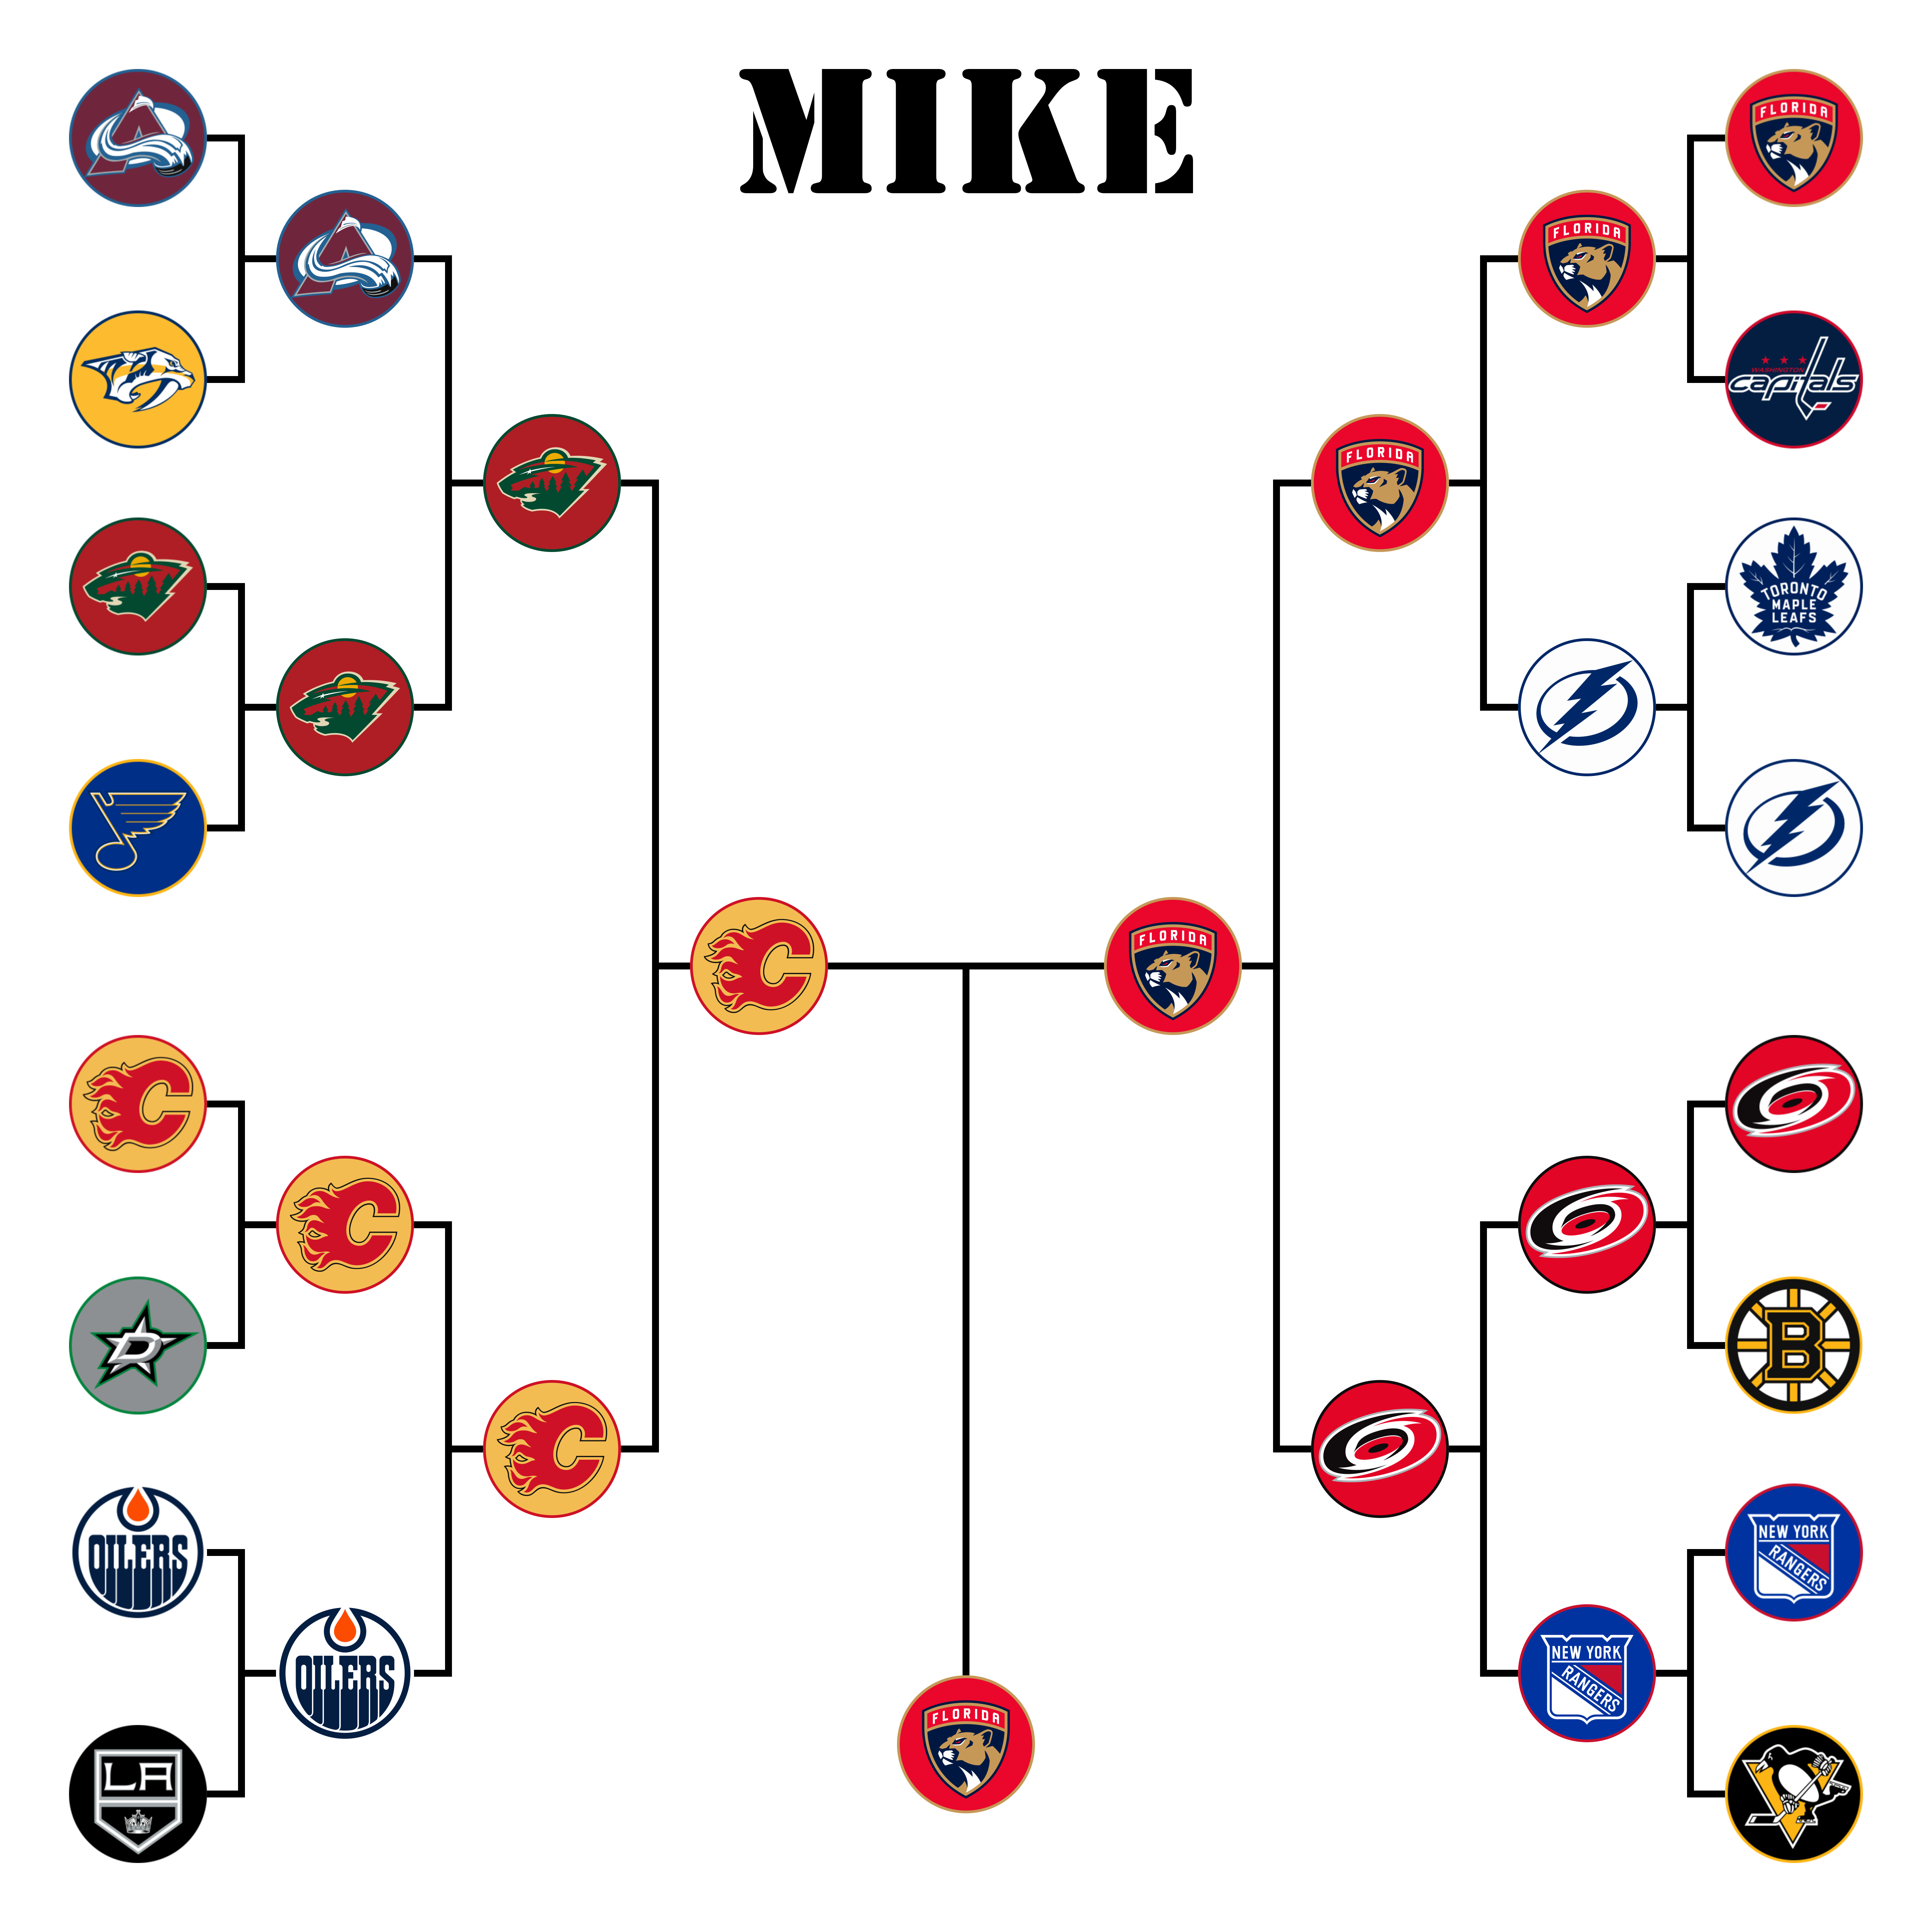 MIKE
FLORIDA
FLORIDA
WASHINGTON
capitals
FLORIDA
TORONTO
MAPLE
LEAFS
C
FLORIDA
C
C
D
B
C
OILERS
NEW YORK
RANGERS
OILERS
NEW YORK
RANGERS
FLORIDA
LA
A
A